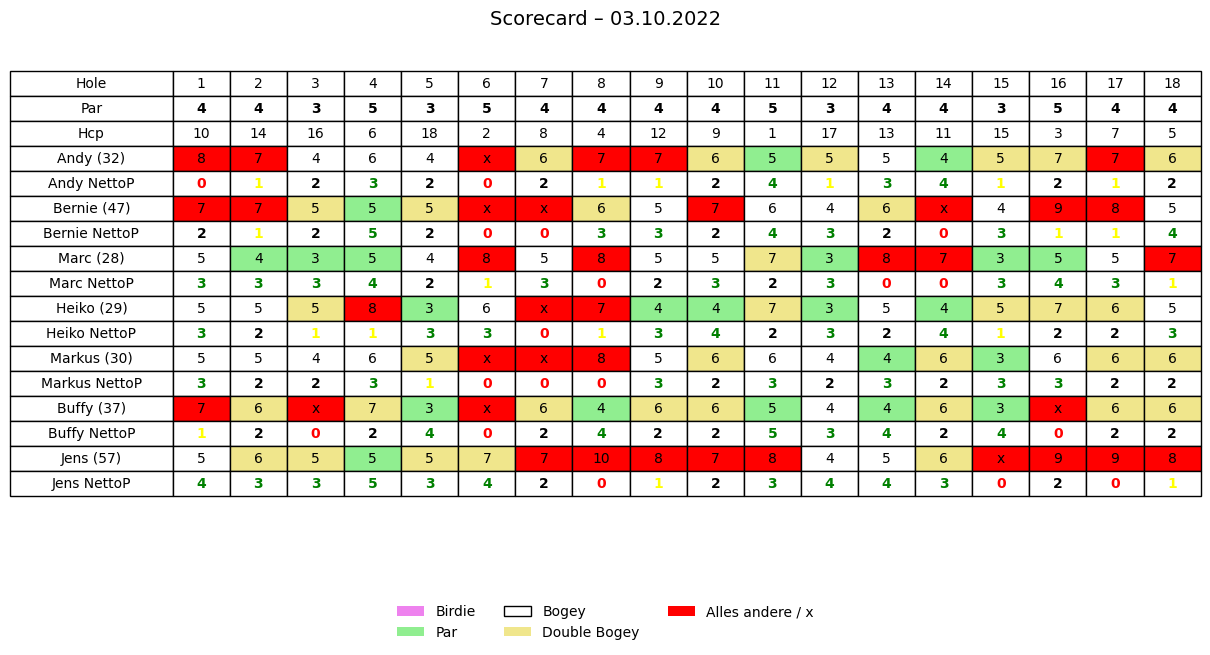 Scorecard – 03.10.2022
Hole 1 2 3 4 5 6 7 8 9 10 11 12 13 14 15 16 17 18
Par 4 4 3 5 3 5 4 4 4 4 5 3 4 4 3 5 4 4
Hcp 10 14 16 6 18 2 8 4 12 9 1 17 13 11 15 3 7 5
Andy (32) 8 7 4 6 4 x 6 7 7 6 5 5 5 4 5 7 7 6
Andy NettoP 0 1 2 3 2 0 2 1 1 2 4 1 3 4 1 2 1 2
Bernie (47) 7 7 5 5 5 x x 6 5 7 6 4 6 x 4 9 8 5
Bernie NettoP 2 1 2 5 2 0 0 3 3 2 4 3 2 0 3 1 1 4
Marc (28) 5 4 3 5 4 8 5 8 5 5 7 3 8 7 3 5 5 7
Marc NettoP 3 3 3 4 2 1 3 0 2 3 2 3 0 0 3 4 3 1
Heiko (29) 5 5 5 8 3 6 x 7 4 4 7 3 5 4 5 7 6 5
Heiko NettoP 3 2 1 1 3 3 0 1 3 4 2 3 2 4 1 2 2 3
Markus (30) 5 5 4 6 5 x x 8 5 6 6 4 4 6 3 6 6 6
Markus NettoP 3 2 2 3 1 0 0 0 3 2 3 2 3 2 3 3 2 2
Buffy (37) 7 6 x 7 3 x 6 4 6 6 5 4 4 6 3 x 6 6
Buffy NettoP 1 2 0 2 4 0 2 4 2 2 5 3 4 2 4 0 2 2
Jens (57) 5 6 5 5 5 7 7 10 8 7 8 4 5 6 x 9 9 8
Jens NettoP 4 3 3 5 3 4 2 0 1 2 3 4 4 3 0 2 0 1
Birdie Bogey Alles andere / x
Par Double Bogey